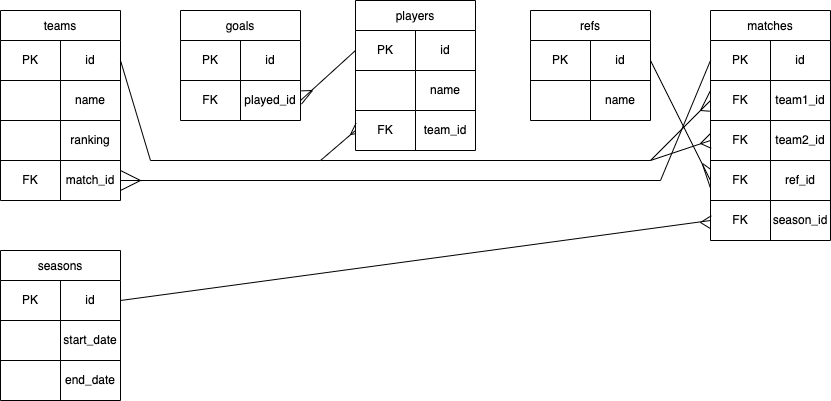 teams
PK id
name
ranking
FK match_id
goals
PK id
FK played_id
players
PK id
name
FK team_id
refs
PK id
name
matches
PK id
FK team1_id
FK team2_id
FK ref_id
FK season_id
seasons
PK id
start_date
end_date